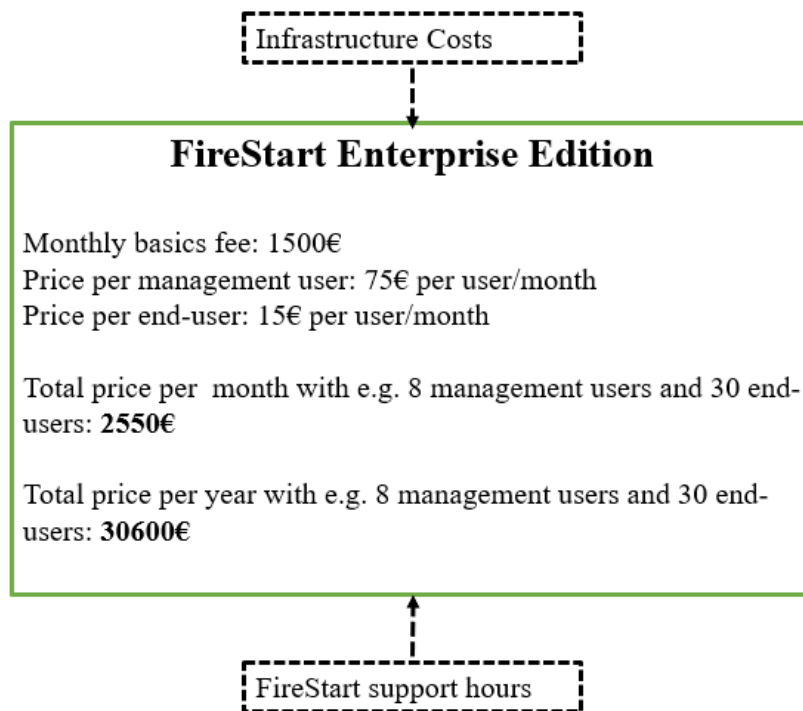 Infrastructure Costs
FireStart Enterprise Edition
Monthly basics fee: 1500€
Price per management user: 75€ per user/month
Price per end-user: 15€ per user/month
Total price per  month with e.g. 8 management users and 30 end-
users: 2550€
Total price per year with e.g. 8 management users and 30 end-
users: 30600€
FireStart support hours